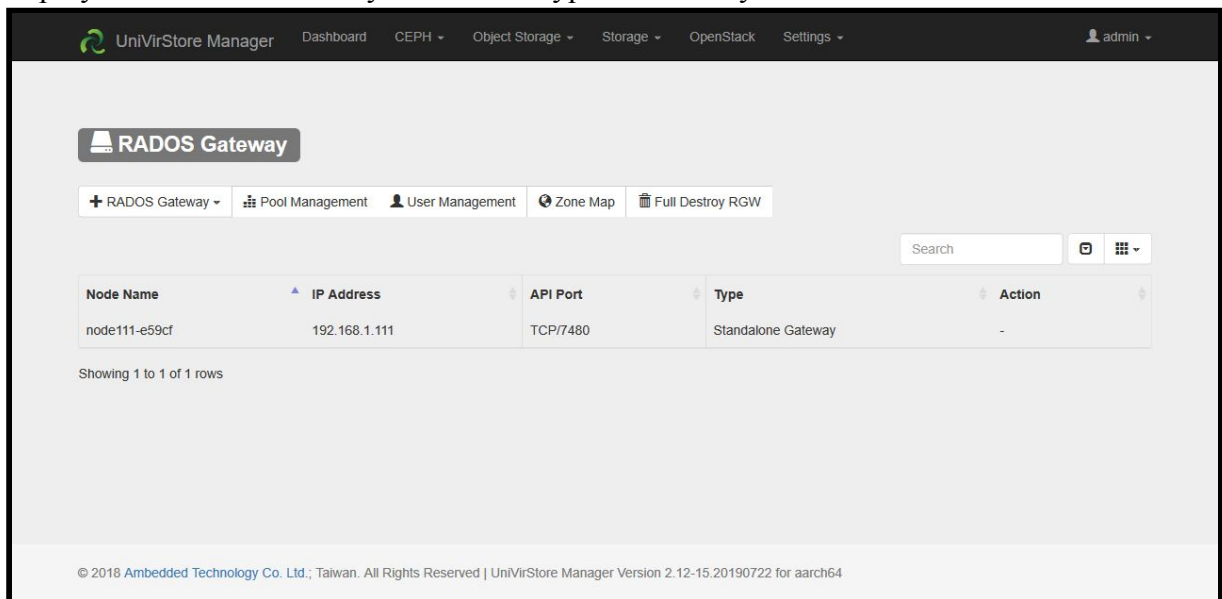 UniVirStore Manager Dashboard CEPH Object Storage Storage OpenStack Settings admin
RADOS Gateway
RADOS Gateway Pool Management User Management Zone Map Full Destroy RGW
Search
Node Name IP Address API Port Type Action
node111-e59cf 192.168.1.111 TCP/7480 Standalone Gateway -
Showing 1 to 1 of 1 rows
© 2018 Ambedded Technology Co. Ltd.; Taiwan. All Rights Reserved | UniVirStore Manager Version 2.12-15.20190722 for aarch64